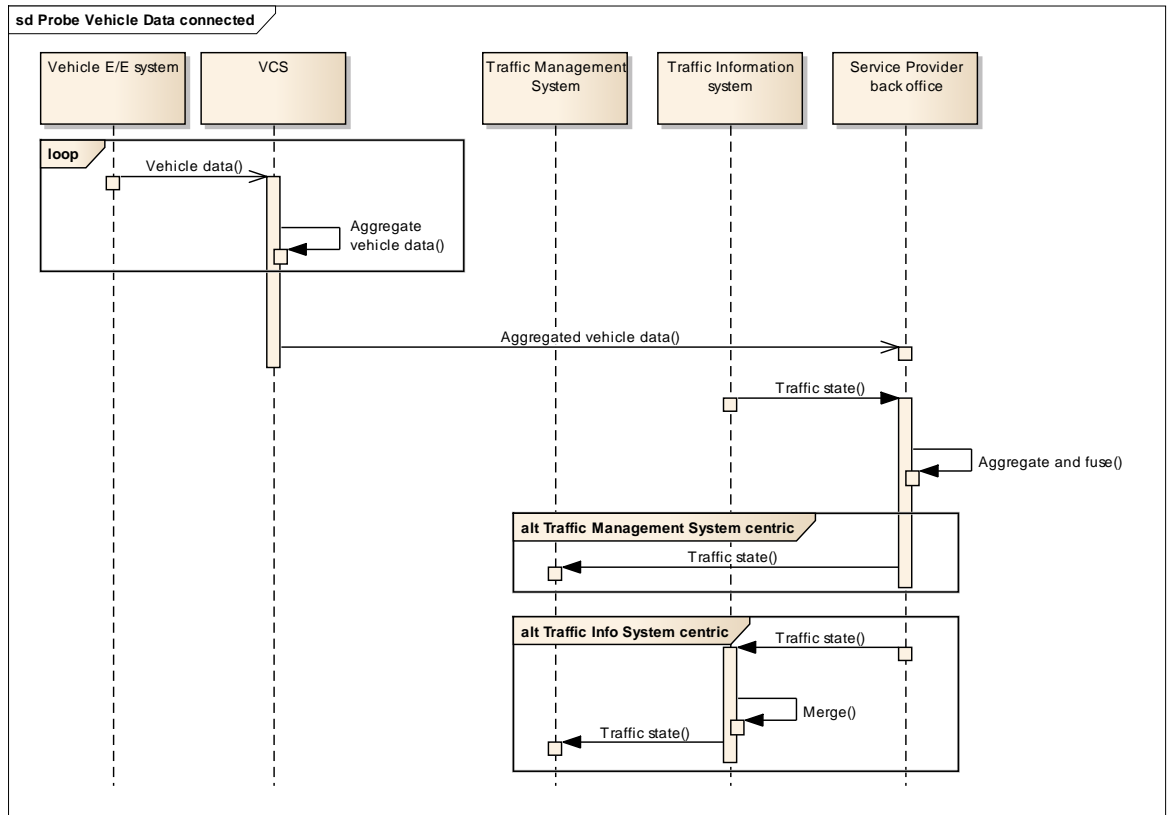 sd Probe Vehicle Data connected
Vehicle E/E system
VCS
Traffic Management
System
Traffic Information
system
Service Provider
back office
loop
Vehicle data()
Aggregate
vehicle data()
Aggregated vehicle data()
Traffic state()
Aggregate and fuse()
alt Traffic Management System centric
Traffic state()
alt Traffic Info System centric
Traffic state()
Merge()
Traffic state()